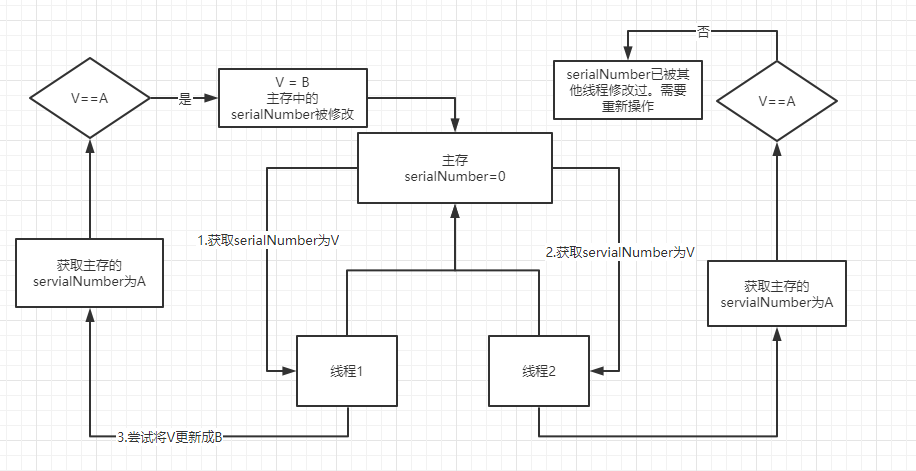 否
V==A
是
V = B
主存中的
serialNumber被修改
serialNumber已被其
他线程修改过。需要
重新操作
V==A
主存
serialNumber=0
1.获取serialNumber为V
2.获取servialNumber为V
获取主存的
servialNumber为A
获取主存的
servialNumber为A
线程1
线程2
3.尝试将V更新成B